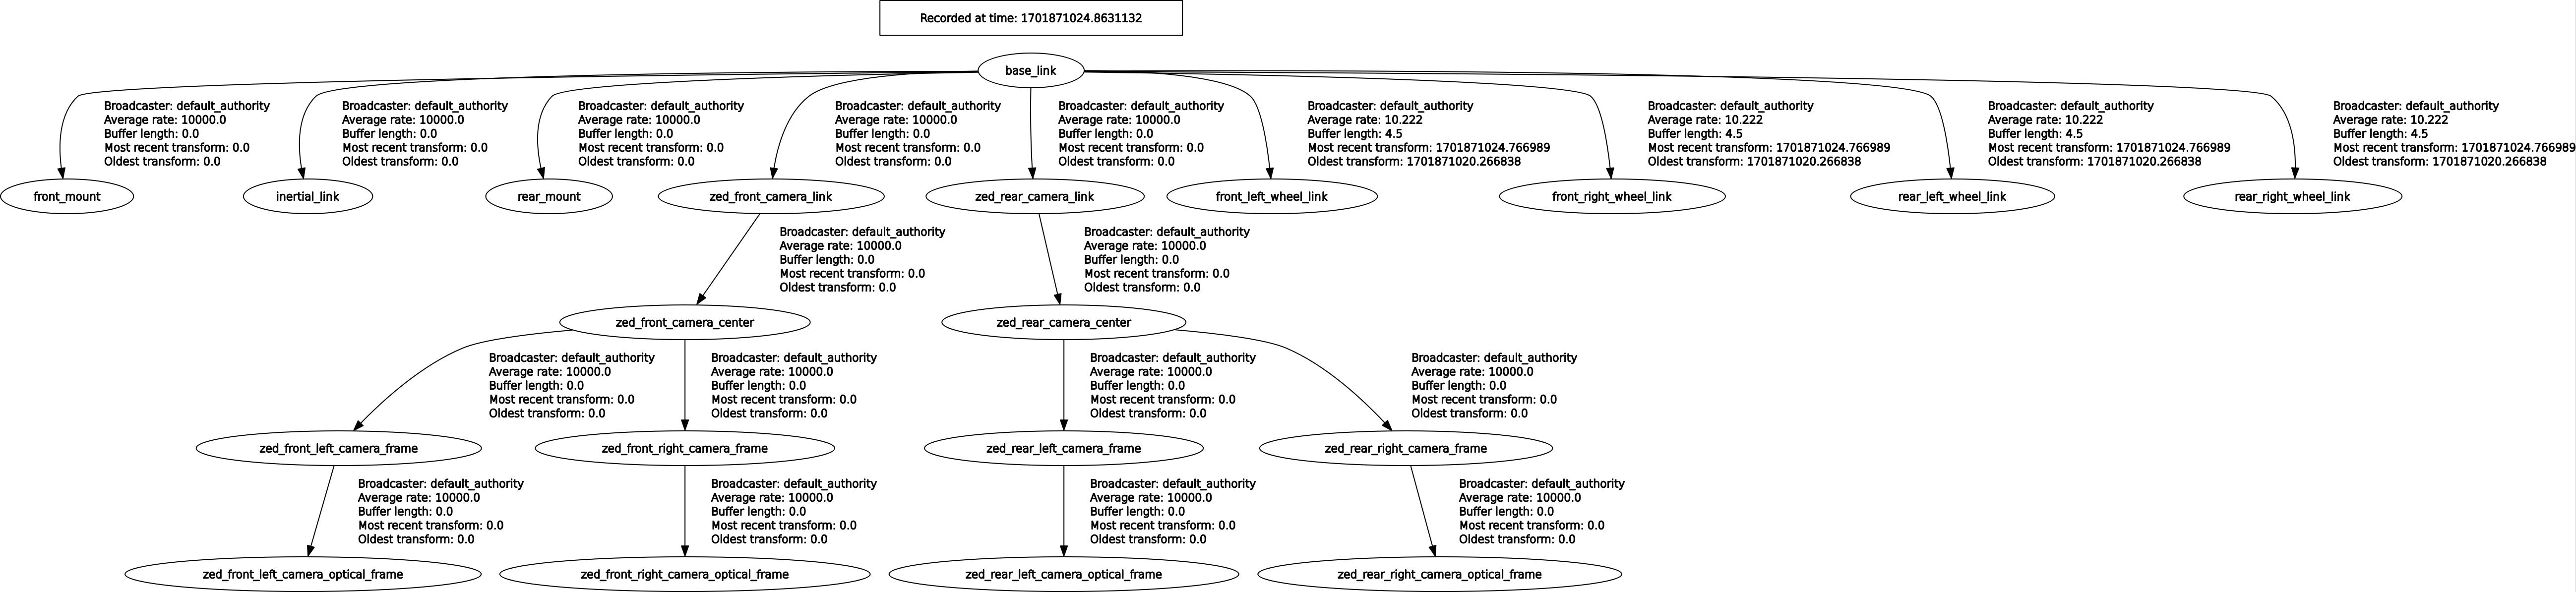 Recorded at time: 1701871024.8631132
base_link
Broadcaster: default_authority
Average rate: 10000.0
Buffer length: 0.0
Most recent transform: 0.0
Oldest transform: 0.0
Broadcaster: default_authority
Average rate: 10000.0
Buffer length: 0.0
Most recent transform: 0.0
Oldest transform: 0.0
Broadcaster: default_authority
Average rate: 10000.0
Buffer length: 0.0
Most recent transform: 0.0
Oldest transform: 0.0
Broadcaster: default_authority
Average rate: 10000.0
Buffer length: 0.0
Most recent transform: 0.0
Oldest transform: 0.0
Broadcaster: default_authority
Average rate: 10000.0
Buffer length: 0.0
Most recent transform: 0.0
Oldest transform: 0.0
Broadcaster: default_authority
Average rate: 10.222
Buffer length: 4.5
Most recent transform: 1701871024.766989
Oldest transform: 1701871020.266838
Broadcaster: default_authority
Average rate: 10.222
Buffer length: 4.5
Most recent transform: 1701871024.766989
Oldest transform: 1701871020.266838
Broadcaster: default_authority
Average rate: 10.222
Buffer length: 4.5
Most recent transform: 1701871024.766989
Oldest transform: 1701871020.266838
Broadcaster: default_authority
Average rate: 10.222
Buffer length: 4.5
Most recent transform: 1701871024.766989
Oldest transform: 1701871020.266838
front_mount
inertial_link
rear_mount
zed_front_camera_link
zed_rear_camera_link
front_left_wheel_link
front_right_wheel_link
rear_left_wheel_link
rear_right_wheel_link
Broadcaster: default_authority
Average rate: 10000.0
Buffer length: 0.0
Most recent transform: 0.0
Oldest transform: 0.0
Broadcaster: default_authority
Average rate: 10000.0
Buffer length: 0.0
Most recent transform: 0.0
Oldest transform: 0.0
zed_front_camera_center
zed_rear_camera_center
Broadcaster: default_authority
Average rate: 10000.0
Buffer length: 0.0
Most recent transform: 0.0
Oldest transform: 0.0
Broadcaster: default_authority
Average rate: 10000.0
Buffer length: 0.0
Most recent transform: 0.0
Oldest transform: 0.0
Broadcaster: default_authority
Average rate: 10000.0
Buffer length: 0.0
Most recent transform: 0.0
Oldest transform: 0.0
Broadcaster: default_authority
Average rate: 10000.0
Buffer length: 0.0
Most recent transform: 0.0
Oldest transform: 0.0
zed_front_left_camera_frame
zed_front_right_camera_frame
zed_rear_left_camera_frame
zed_rear_right_camera_frame
Broadcaster: default_authority
Average rate: 10000.0
Buffer length: 0.0
Most recent transform: 0.0
Oldest transform: 0.0
Broadcaster: default_authority
Average rate: 10000.0
Buffer length: 0.0
Most recent transform: 0.0
Oldest transform: 0.0
Broadcaster: default_authority
Average rate: 10000.0
Buffer length: 0.0
Most recent transform: 0.0
Oldest transform: 0.0
Broadcaster: default_authority
Average rate: 10000.0
Buffer length: 0.0
Most recent transform: 0.0
Oldest transform: 0.0
zed_front_left_camera_optical_frame
zed_front_right_camera_optical_frame
zed_rear_left_camera_optical_frame
zed_rear_right_camera_optical_frame